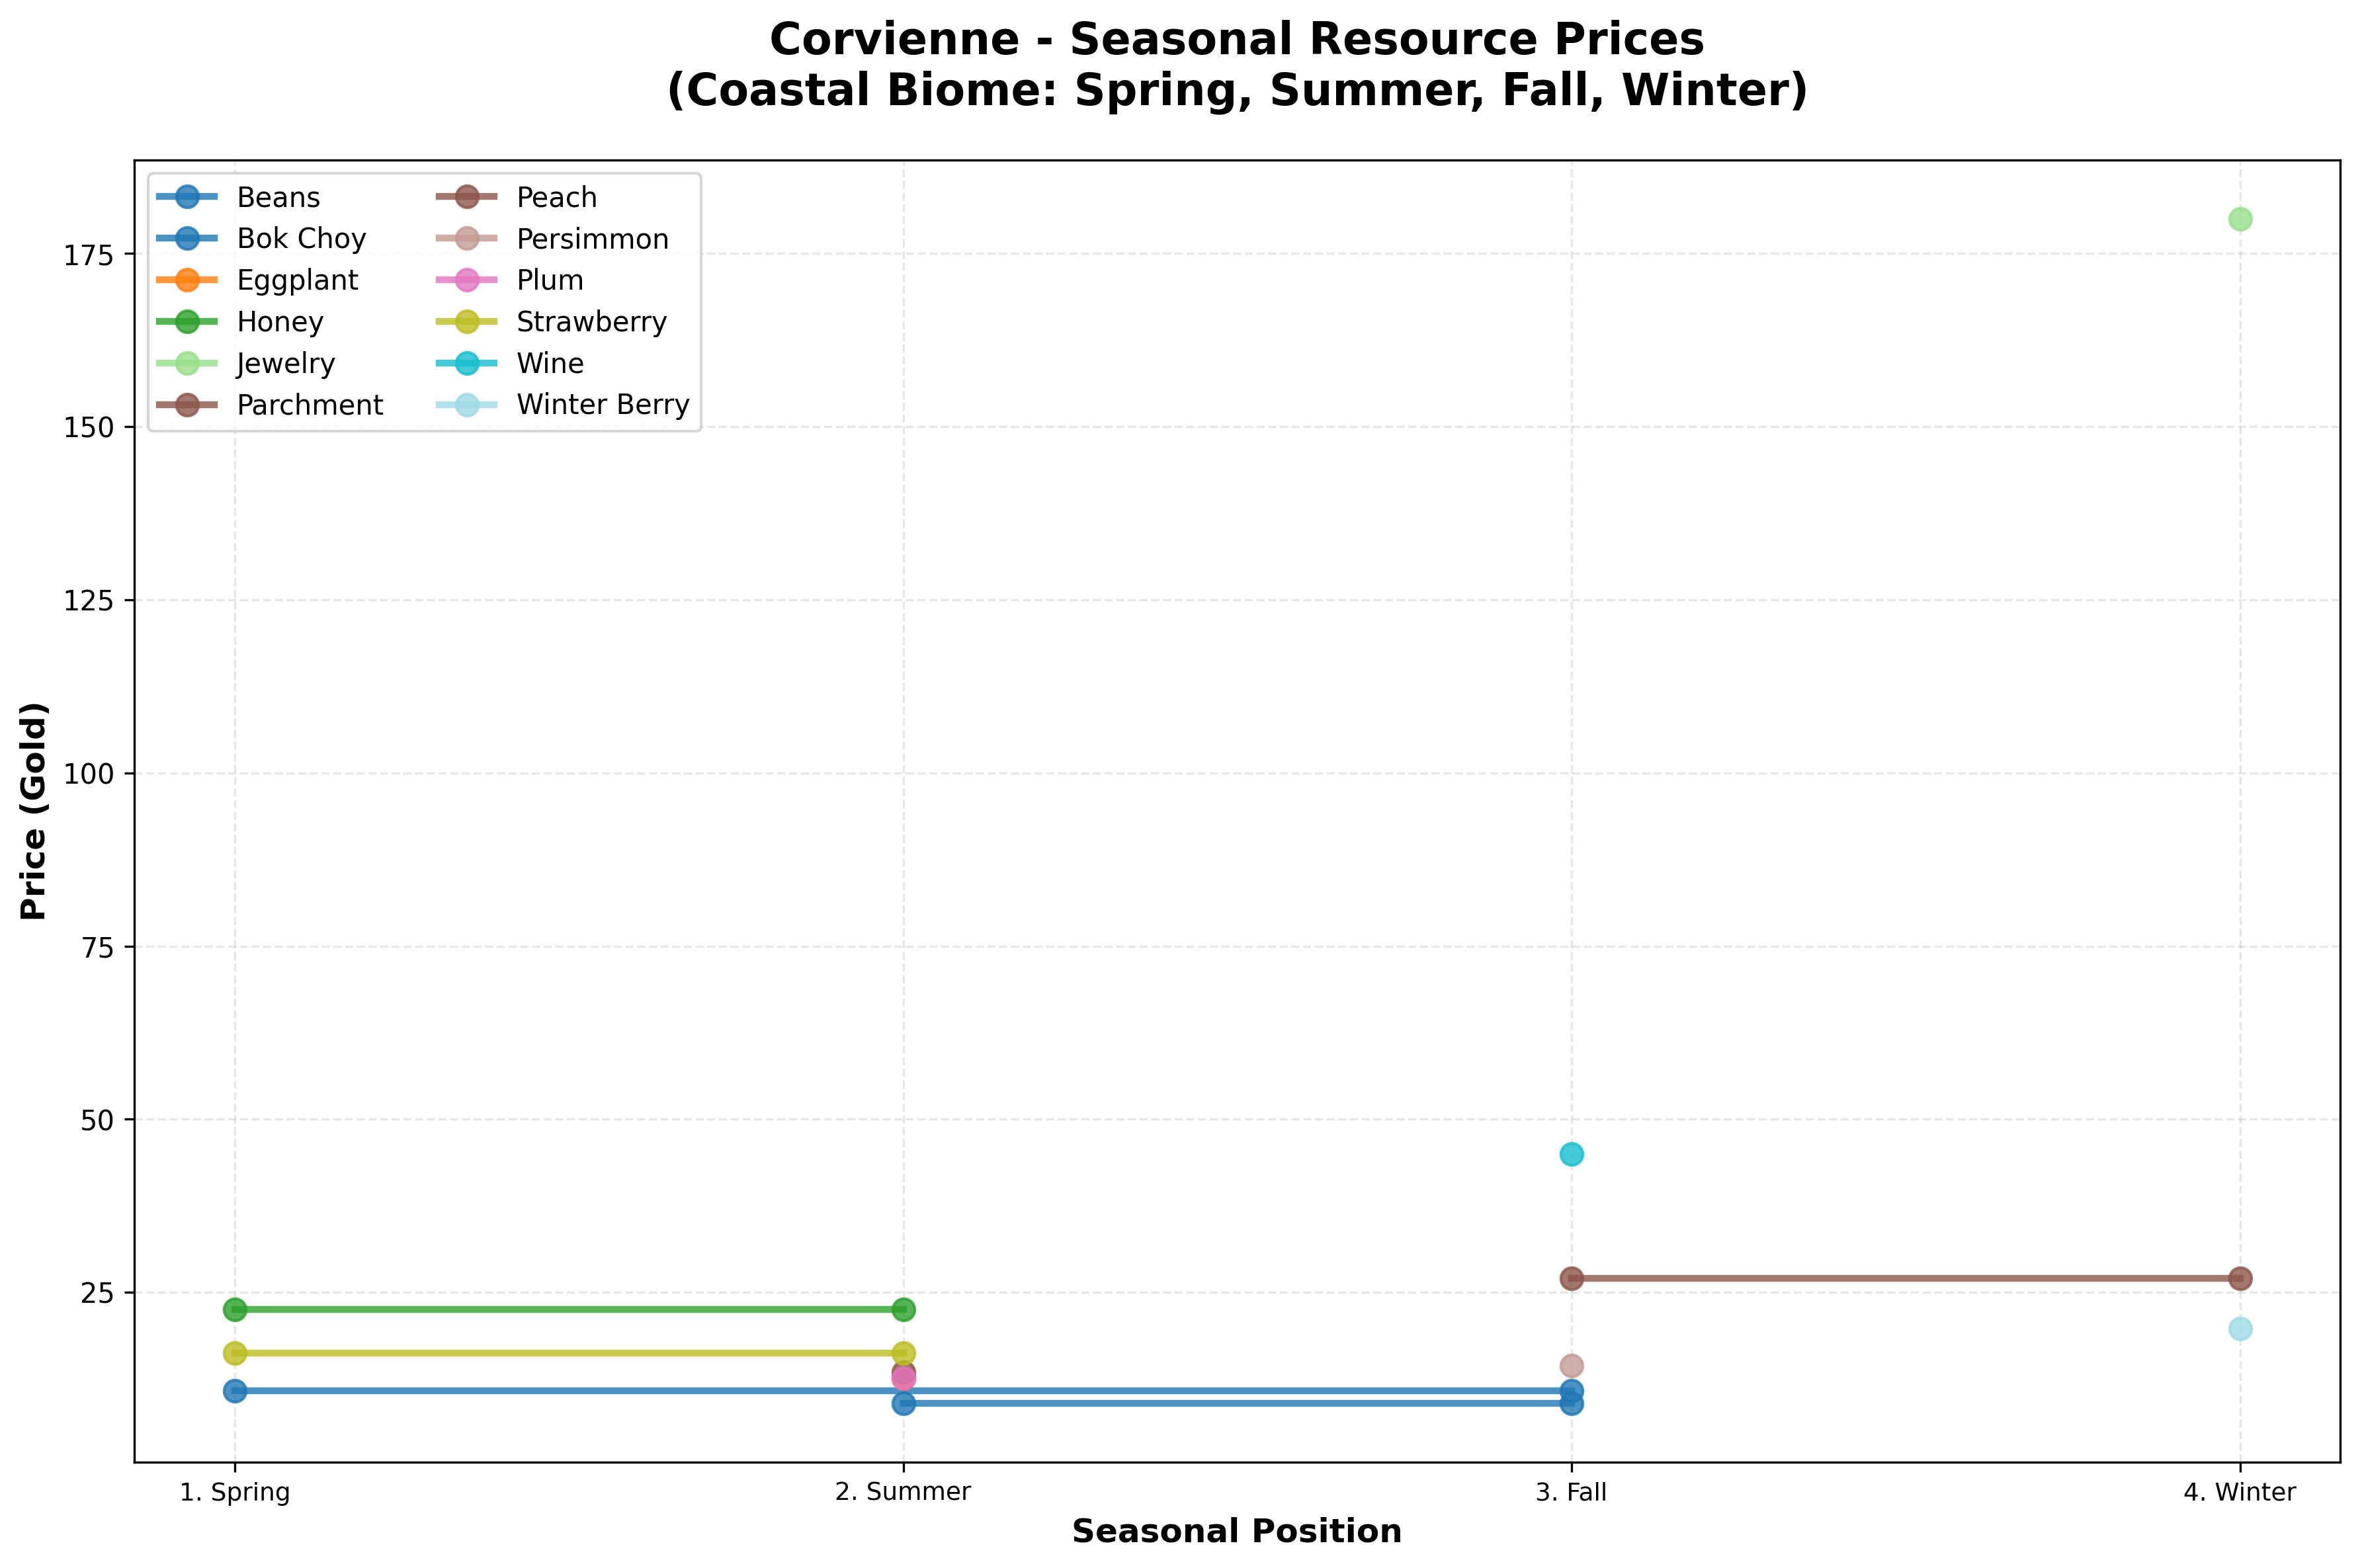 Corvienne - Seasonal Resource Prices
(Coastal Biome: Spring, Summer, Fall, Winter)
Beans
Bok Choy
Eggplant
Honey
Jewelry
Parchment
Peach
Persimmon
Plum
Strawberry
Wine
Winter Berry
Price (Gold)
175
150
125
100
75
50
25
1. Spring
2. Summer
3. Fall
4. Winter
Seasonal Position